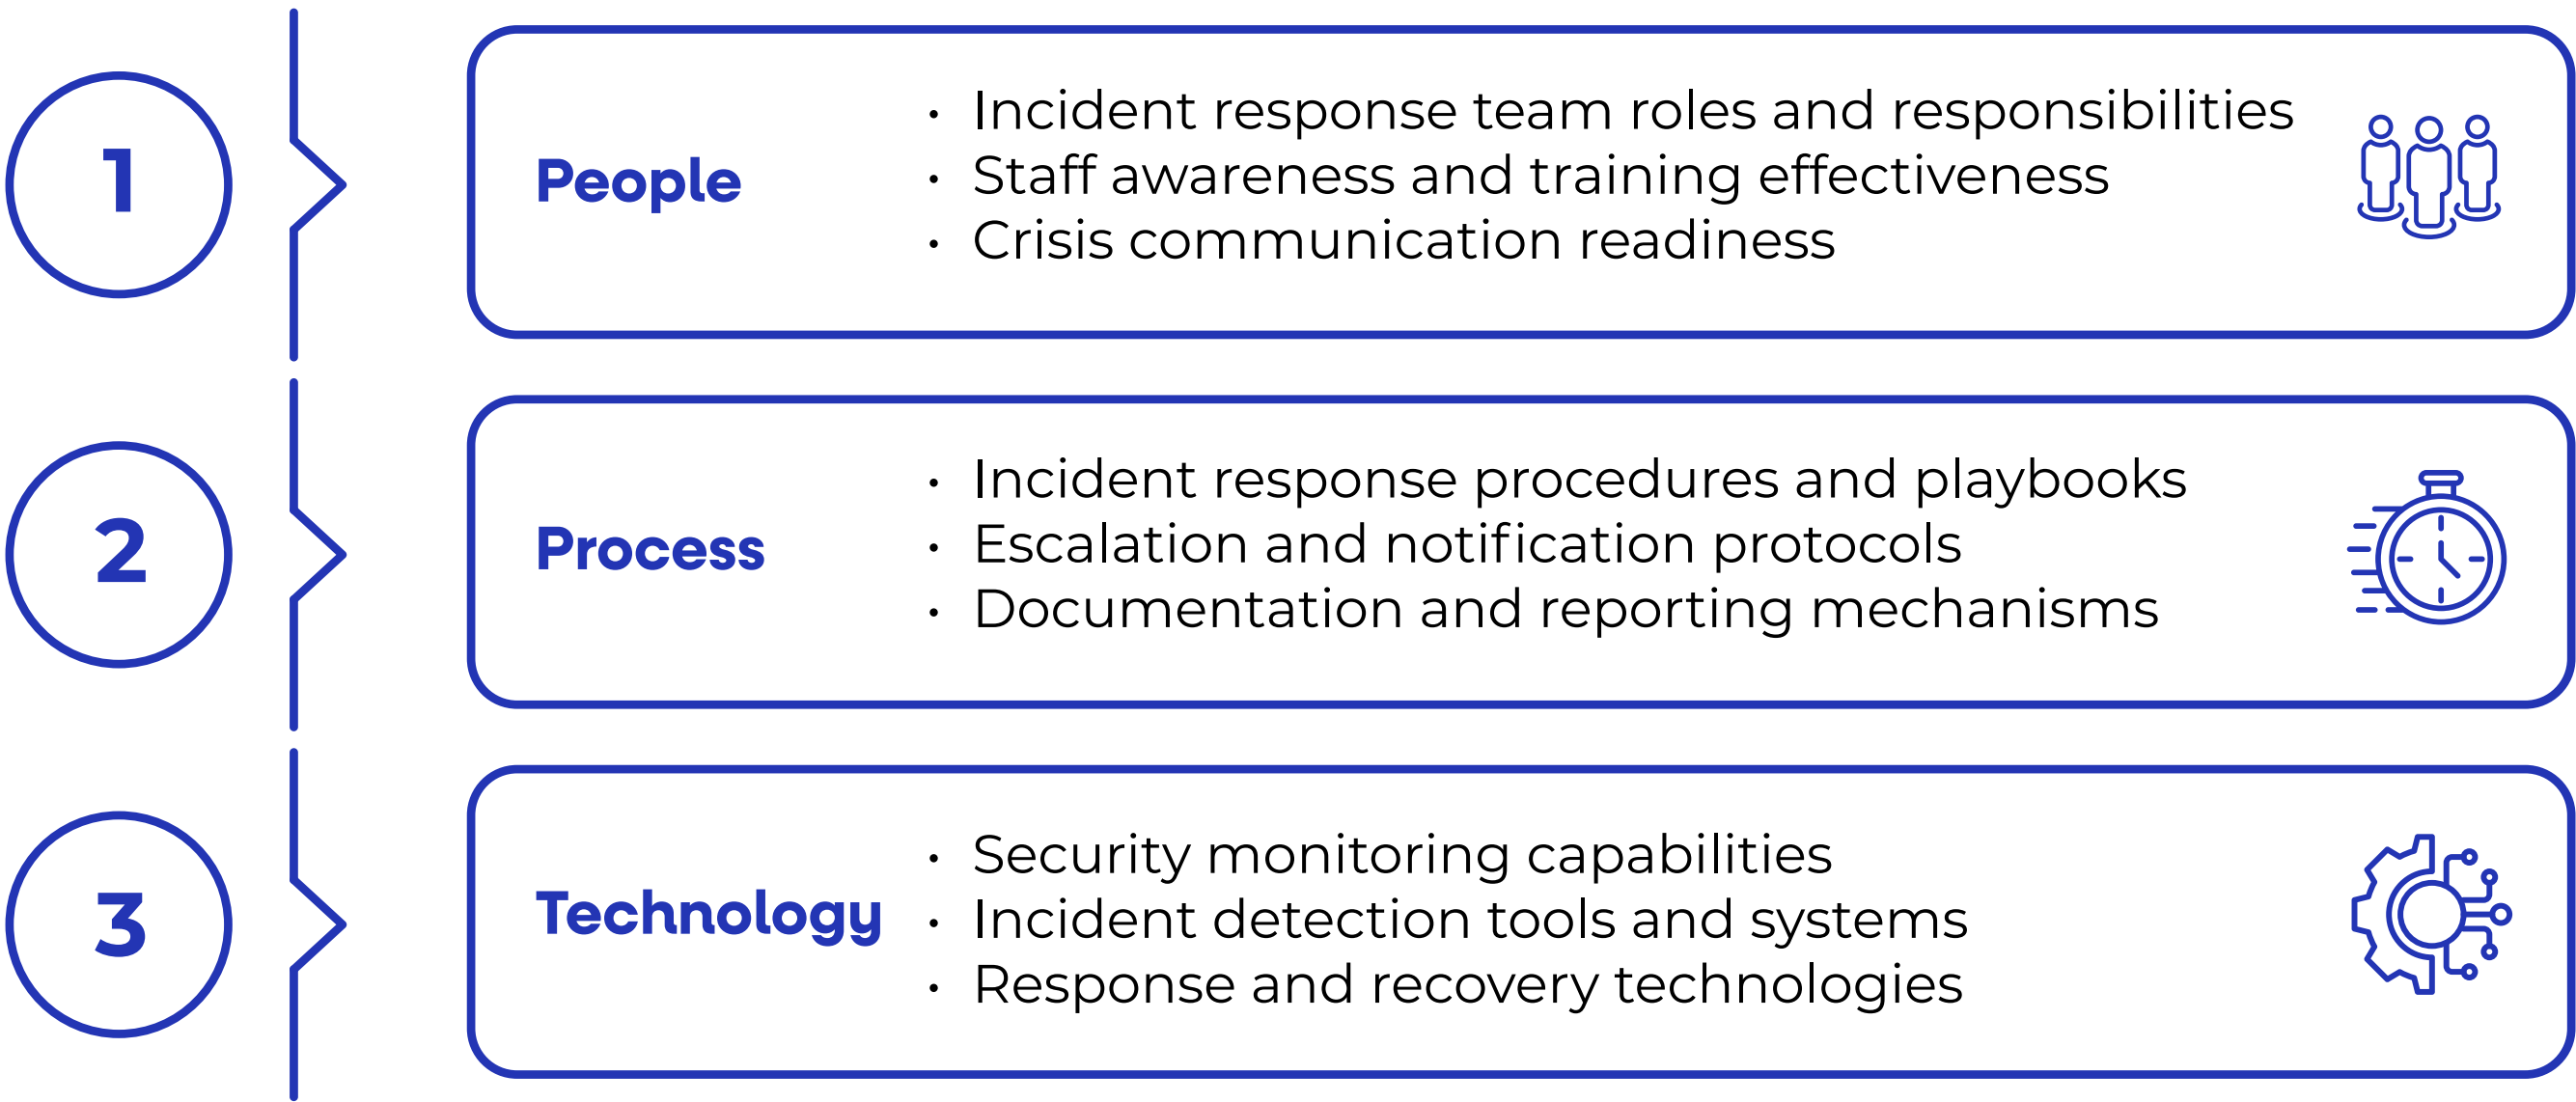 1
People
• Incident response team roles and responsibilities
• Staff awareness and training effectiveness
• Crisis communication readiness
2
Process
• Incident response procedures and playbooks
• Escalation and notification protocols
• Documentation and reporting mechanisms
3
Technology
• Security monitoring capabilities
• Incident detection tools and systems
• Response and recovery technologies